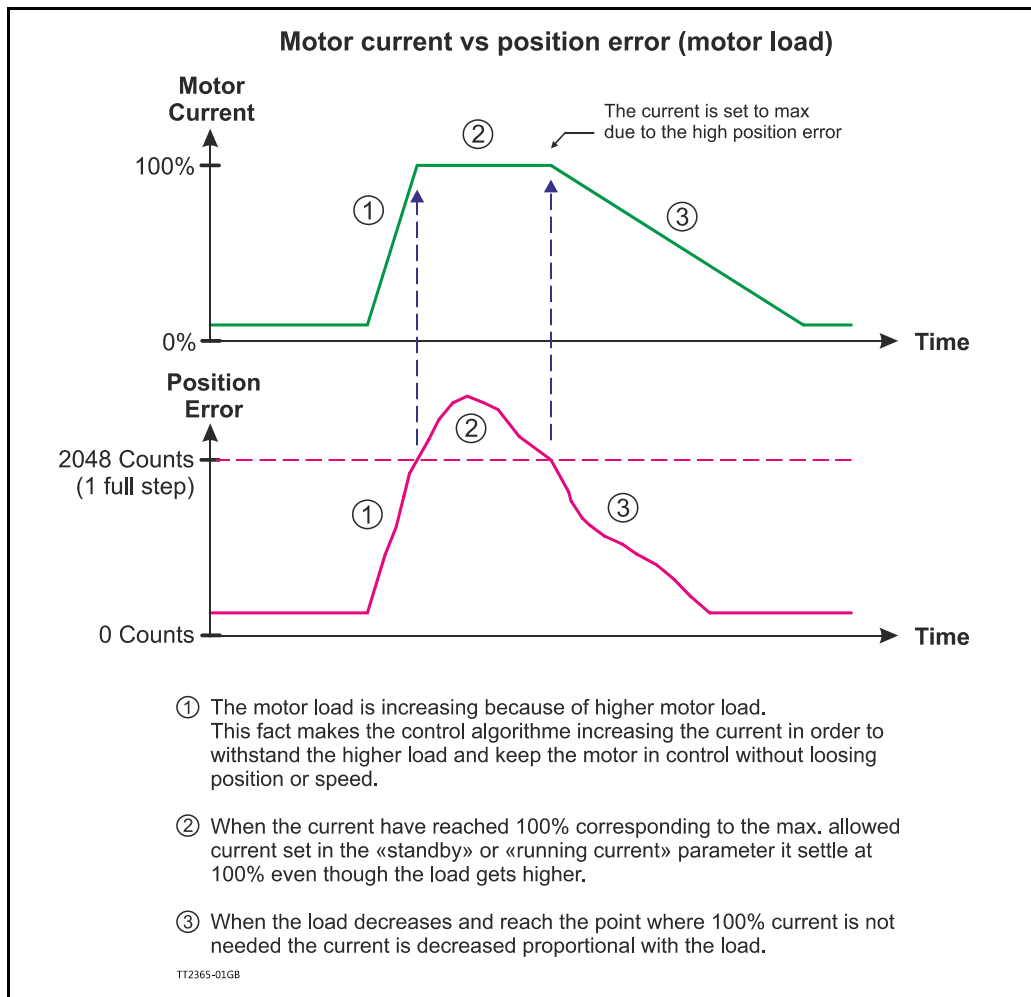 Motor current vs position error (motor load)
Motor
Current
The current is set to max
due to the high position error
②
100%
①
③
0%
Time
Position
Error
②
2048 Counts
(1 full step)
①
③
0 Counts
Time
① The motor load is increasing because of higher motor load.
This fact makes the control algorithme increasing the current in order to
withstand the higher load and keep the motor in control without loosing
position or speed.
② When the current have reached 100% corresponding to the max. allowed
current set in the «standby» or «running current» parameter it settle at
100% even though the load gets higher.
③ When the load decreases and reach the point where 100% current is not
needed the current is decreased proportional with the load.
TT2365-01GB